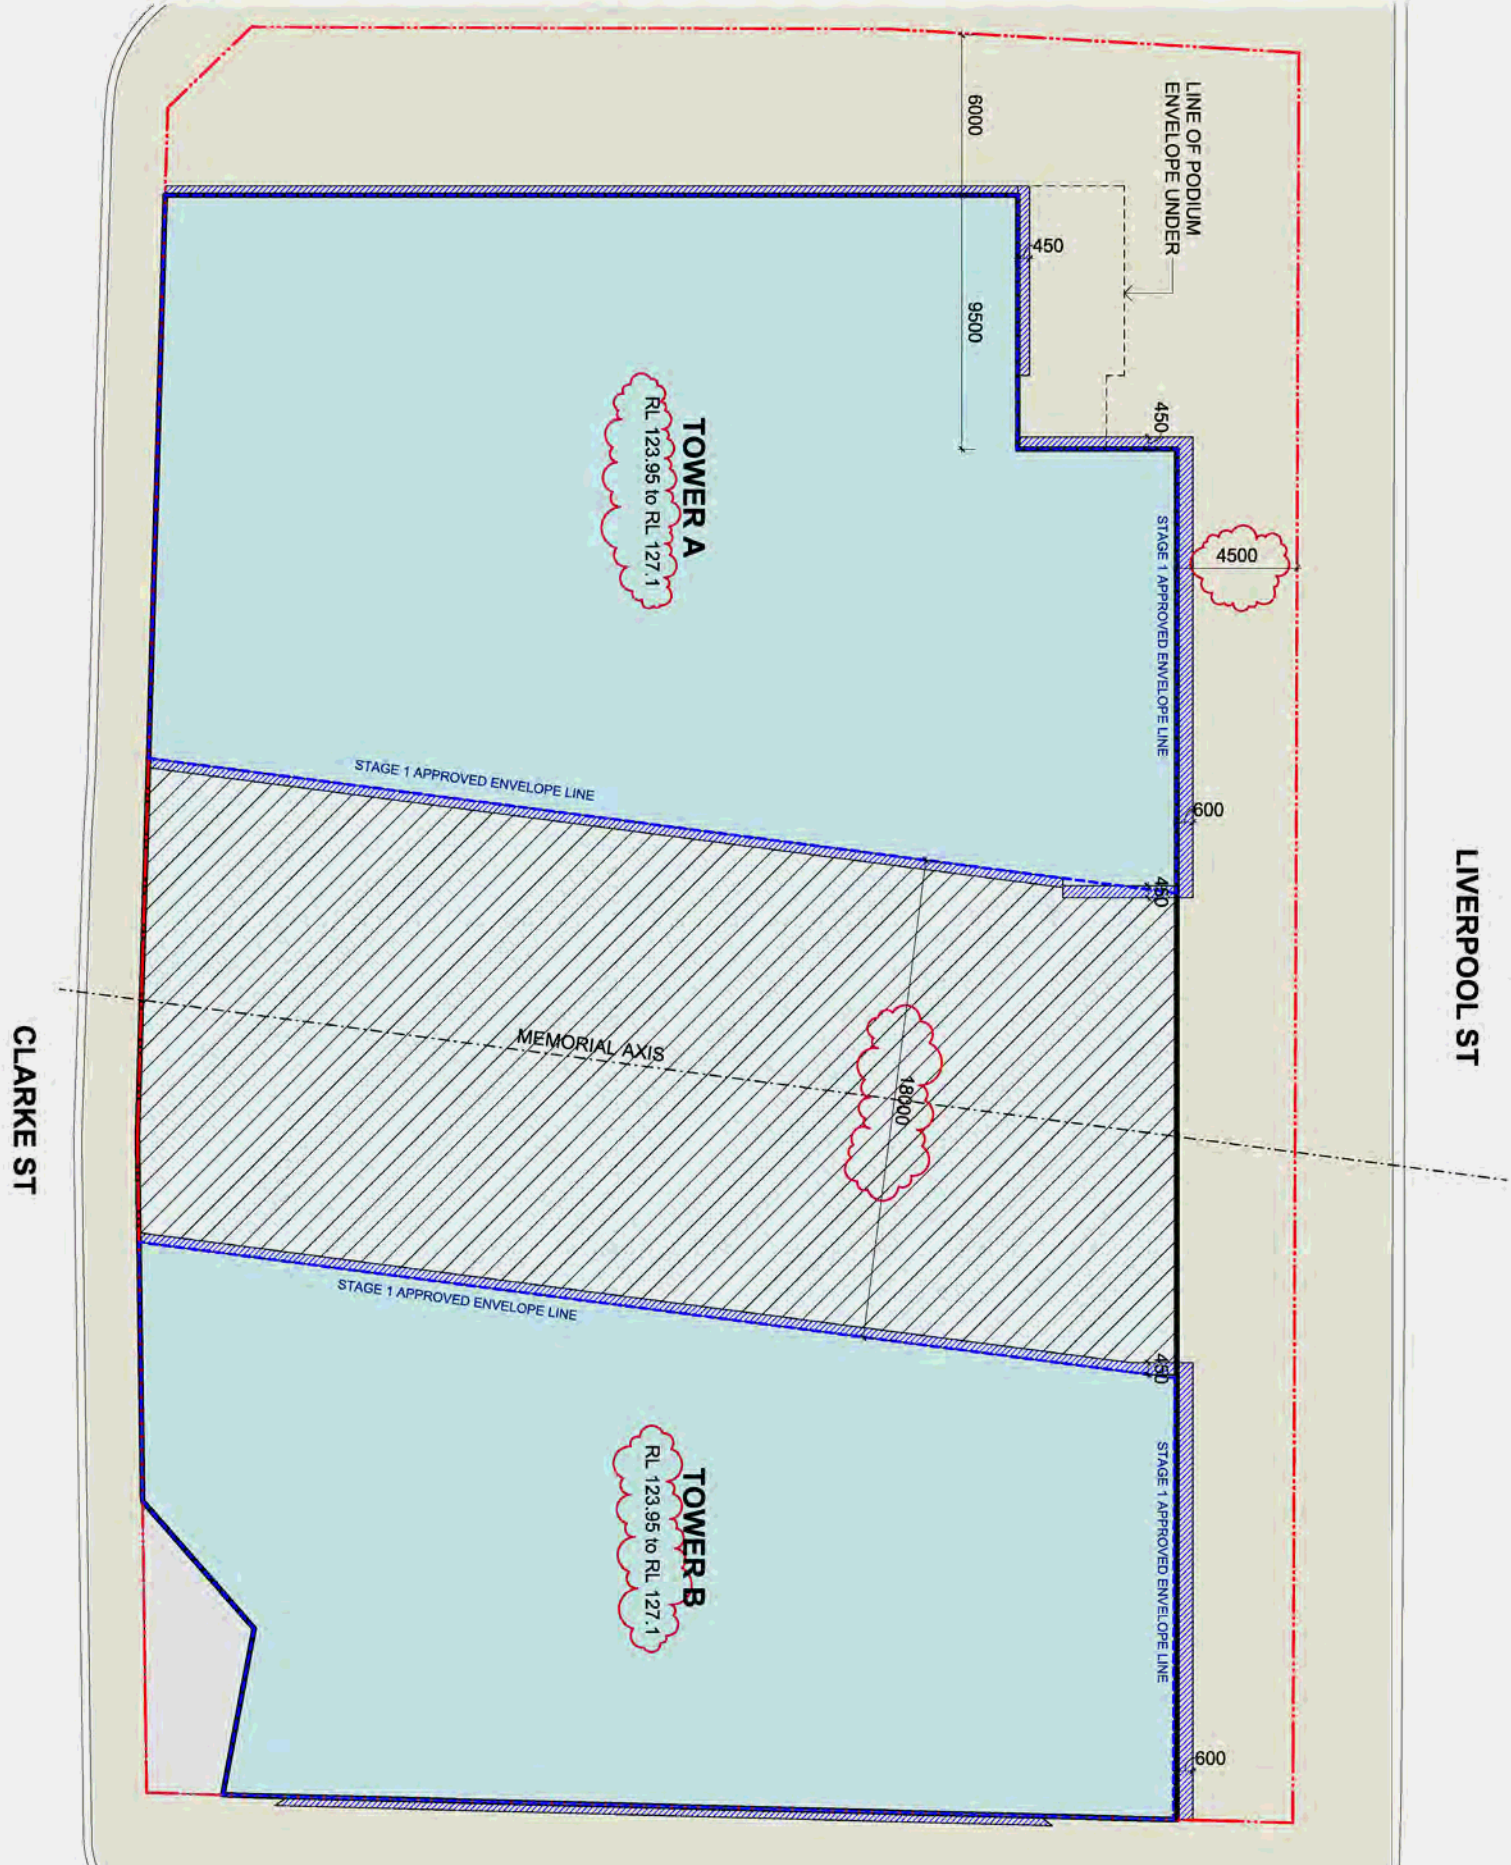 LIVERPOOL ST
LINE OF PODIUM
ENVELOPE UNDER
6000
9500
450
450
4500
STAGE 1 APPROVED ENVELOPE LINE
600
450
TOWER A
RL 123.95 to RL 127.1
STAGE 1 APPROVED ENVELOPE LINE
MEMORIAL AXIS
18000
STAGE 1 APPROVED ENVELOPE LINE
450
STAGE 1 APPROVED ENVELOPE LINE
600
TOWER B
RL 123.95 to RL 127.1
CLARKE ST